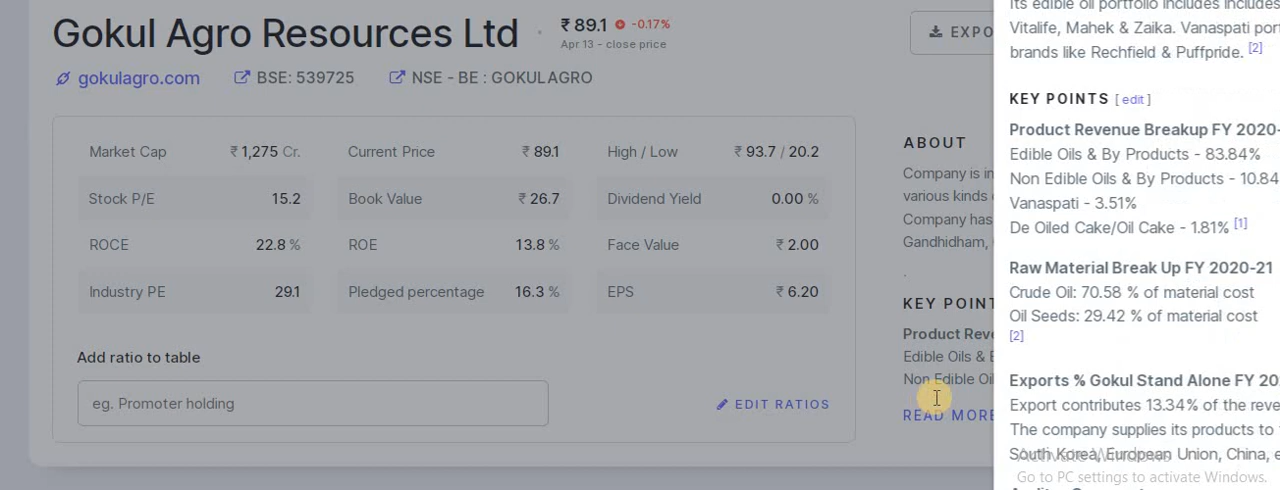 Gokul Agro Resources Ltd · ₹ 89.1 -0.17%
Apr 13 - close price
EXPO
gokulagro.com BSE: 539725 NSE - BE : GOKULAGRO
Market Cap ₹ 1,275 Cr. Current Price ₹ 89.1 High / Low ₹ 93.7 / 20.2
Stock P/E 15.2 Book Value ₹ 26.7 Dividend Yield 0.00 %
ROCE 22.8 % ROE 13.8 % Face Value ₹ 2.00
Industry PE 29.1 Pledged percentage 16.3 % EPS ₹ 6.20
Add ratio to table
eg. Promoter holding EDIT RATIOS
ABOUT
Company is in
various kinds
Company has
Gandhidham,
.
KEY POINT
Product Reve
Edible Oils & B
Non Edible Oil
READ MORE
Its edible oil portfolio includes includes
Vitalife, Mahek & Zaika. Vanaspati por
brands like Rechfield & Puffpride. [2]
KEY POINTS [ edit ]
Product Revenue Breakup FY 2020-
Edible Oils & By Products - 83.84%
Non Edible Oils & By Products - 10.84
Vanaspati - 3.51%
De Oiled Cake/Oil Cake - 1.81% [1]
Raw Material Break Up FY 2020-21
Crude Oil: 70.58 % of material cost
Oil Seeds: 29.42 % of material cost
[2]
Exports % Gokul Stand Alone FY 20
Export contributes 13.34% of the reve
The company supplies its products to
South Korea, European Union, China, e
Activate Windows
Go to PC settings to activate Windows.